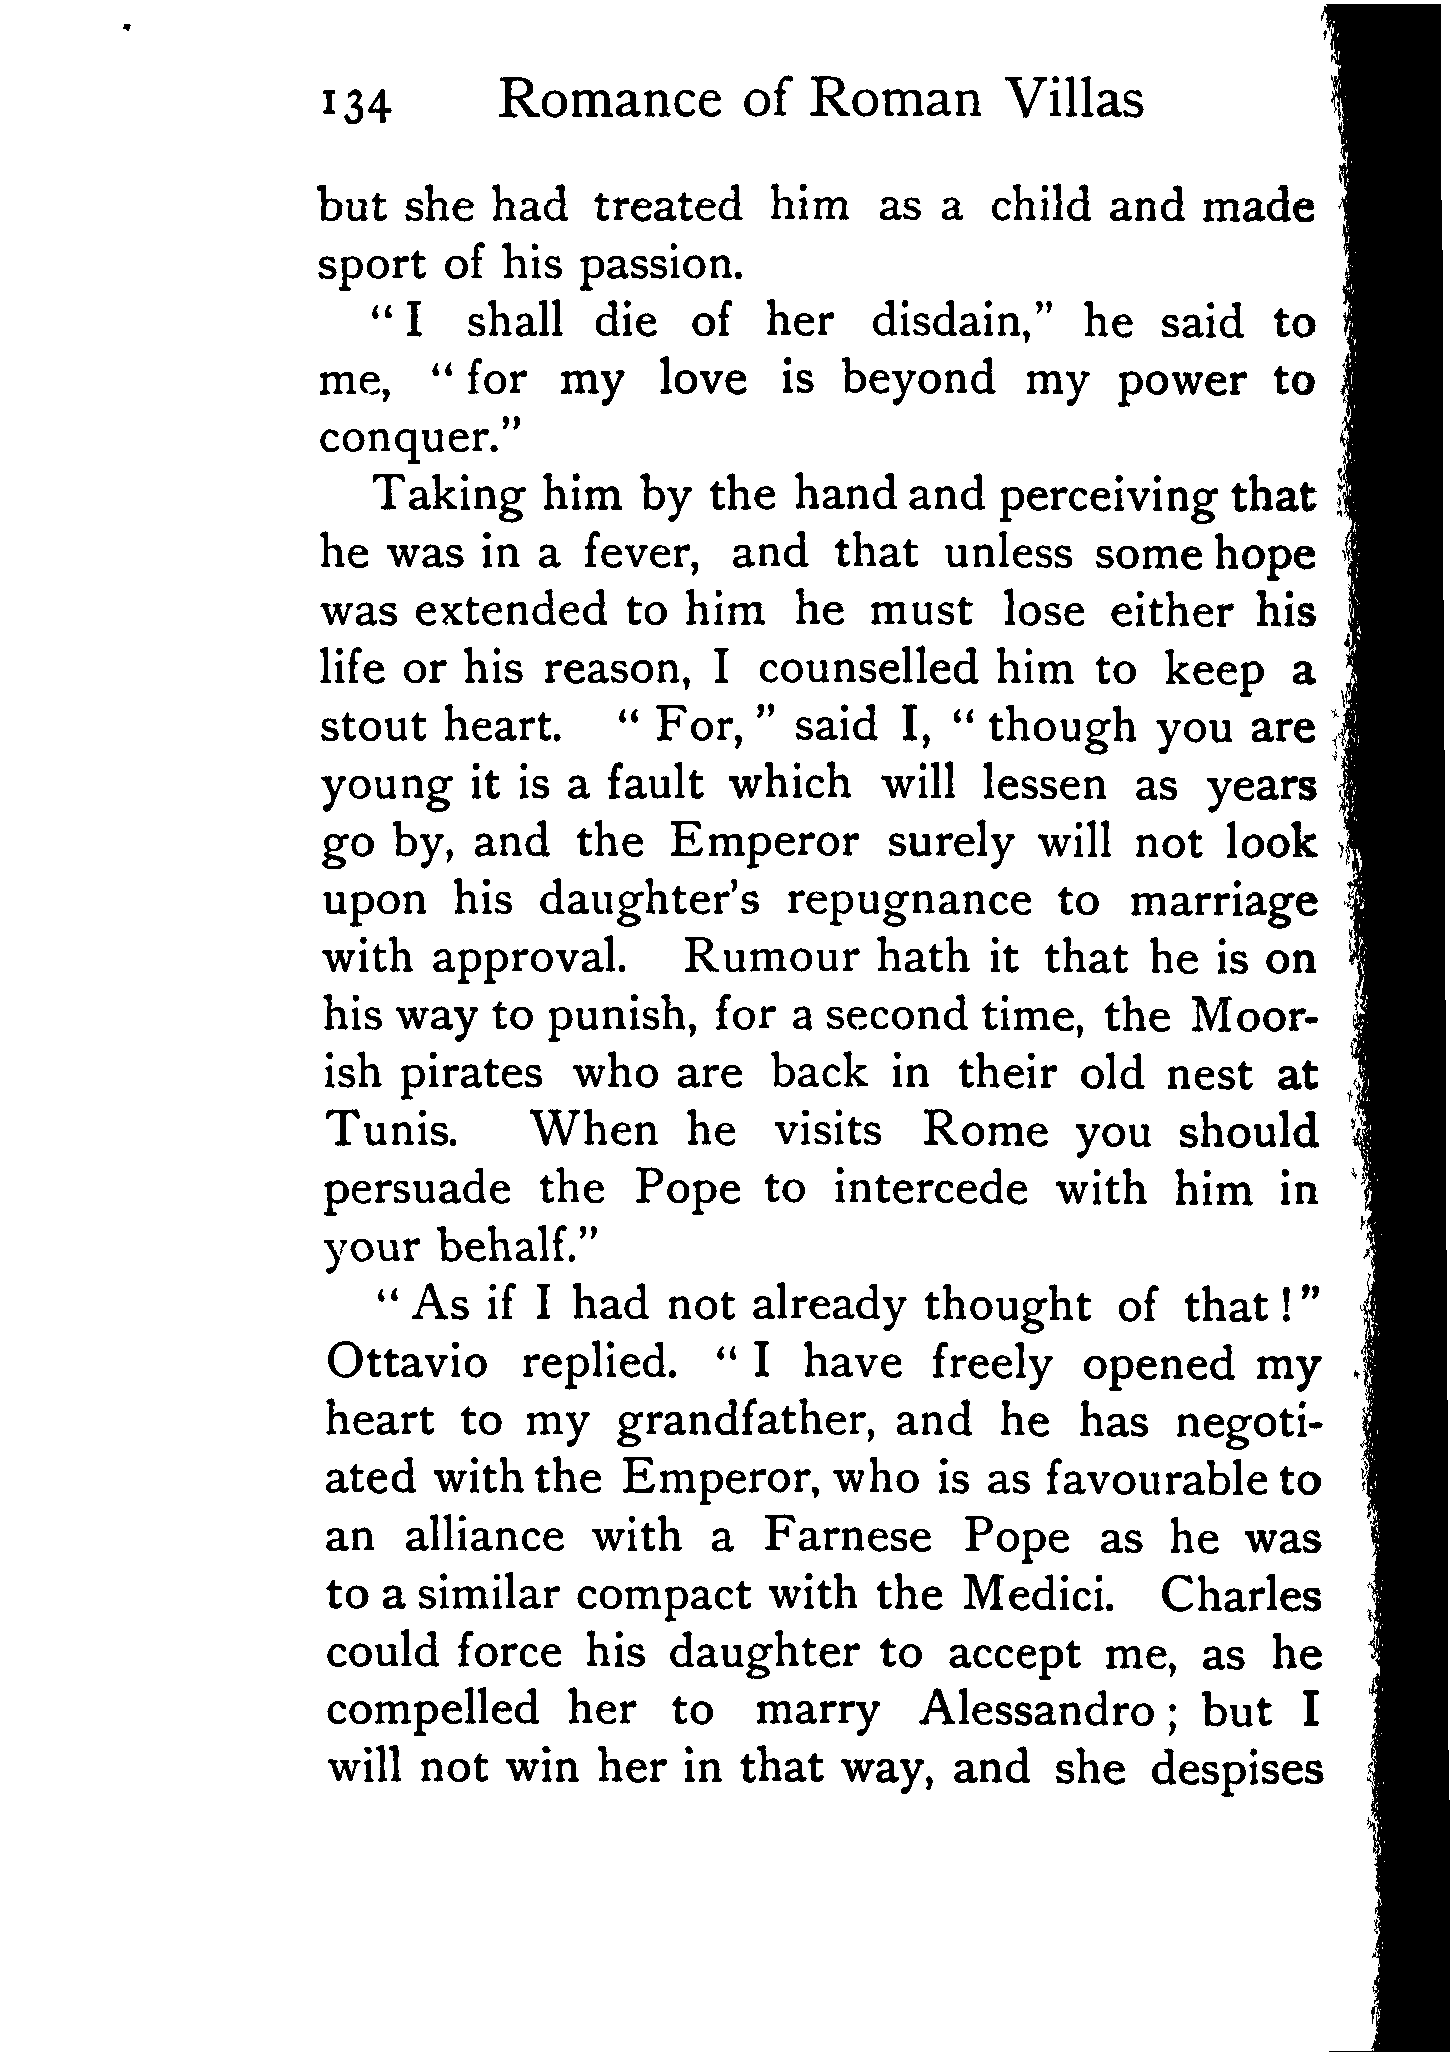 134 Romance of Roman Villas
but she had treated him as a child and made
sport of his passion.
“ I shall die of her disdain,” he said to
me, “ for my love is beyond my power to
conquer.”
Taking him by the hand and perceiving that
he was in a fever, and that unless some hope
was extended to him he must lose either his
life or his reason, I counselled him to keep a
stout heart. “ For, ” said I, “ though you are
young it is a fault which will lessen as years
go by, and the Emperor surely will not look
upon his daughter’s repugnance to marriage
with approval. Rumour hath it that he is on
his way to punish, for a second time, the Moor-
ish pirates who are back in their old nest at
Tunis. When he visits Rome you should
persuade the Pope to intercede with him in
your behalf.”
“ As if I had not already thought of that !”
Ottavio replied. “ I have freely opened my
heart to my grandfather, and he has negoti-
ated with the Emperor, who is as favourable to
an alliance with a Farnese Pope as he was
to a similar compact with the Medici. Charles
could force his daughter to accept me, as he
compelled her to marry Alessandro ; but I
will not win her in that way, and she despises